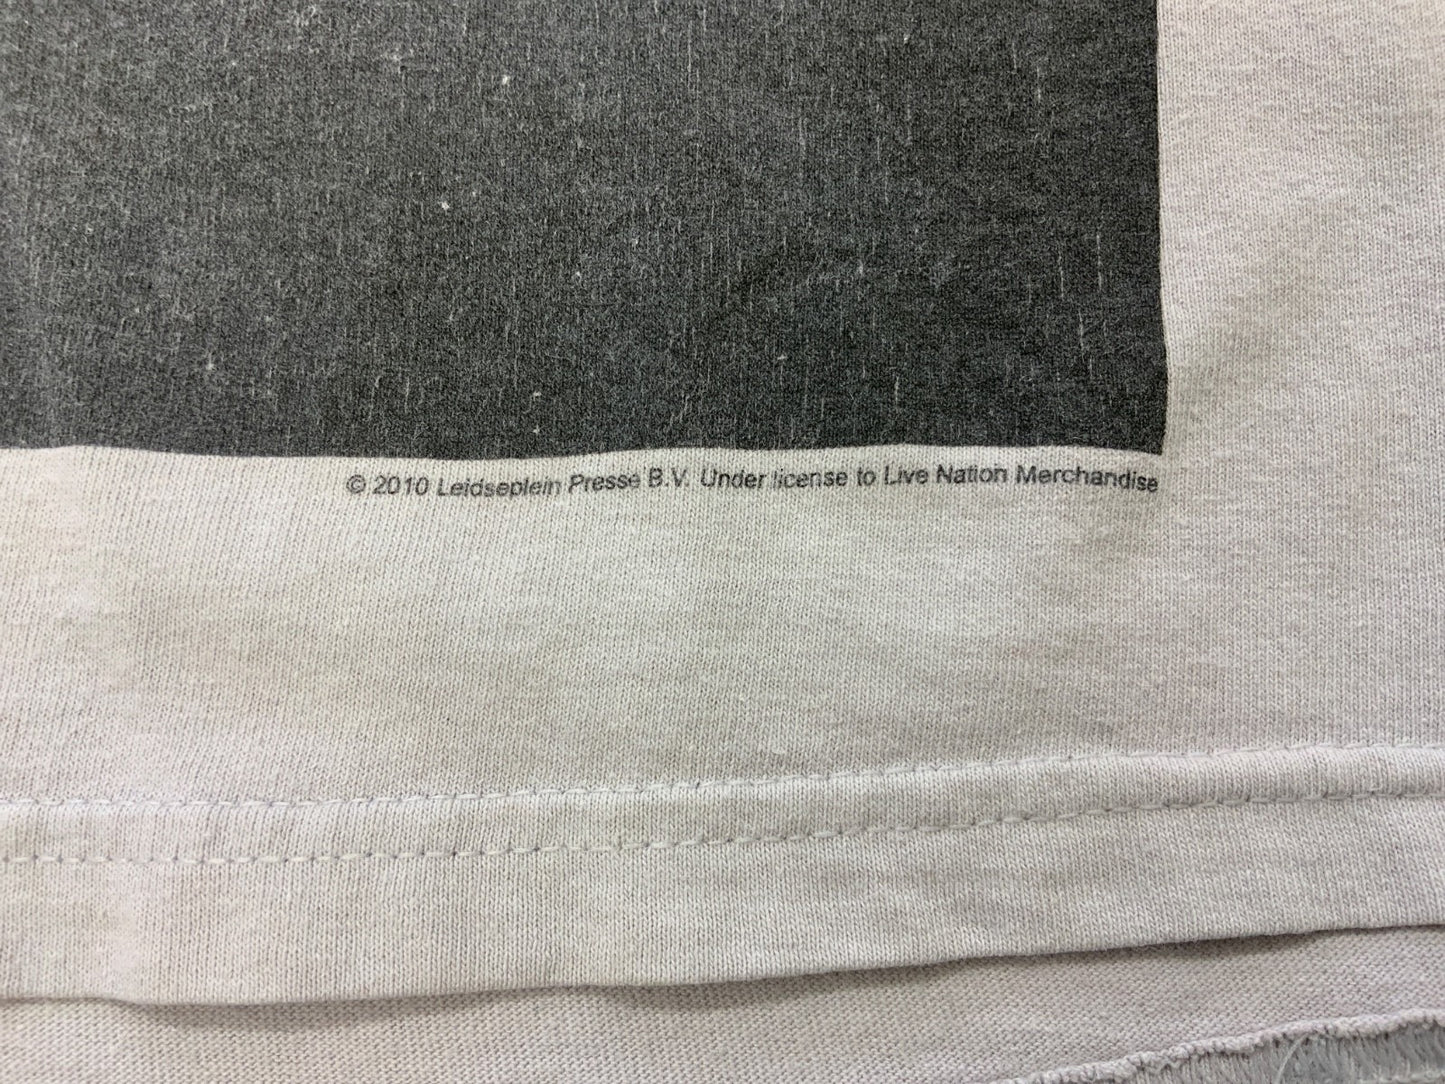 © 2010 Leidseplein Presse B.V. Under license to Live Nation Merchandise